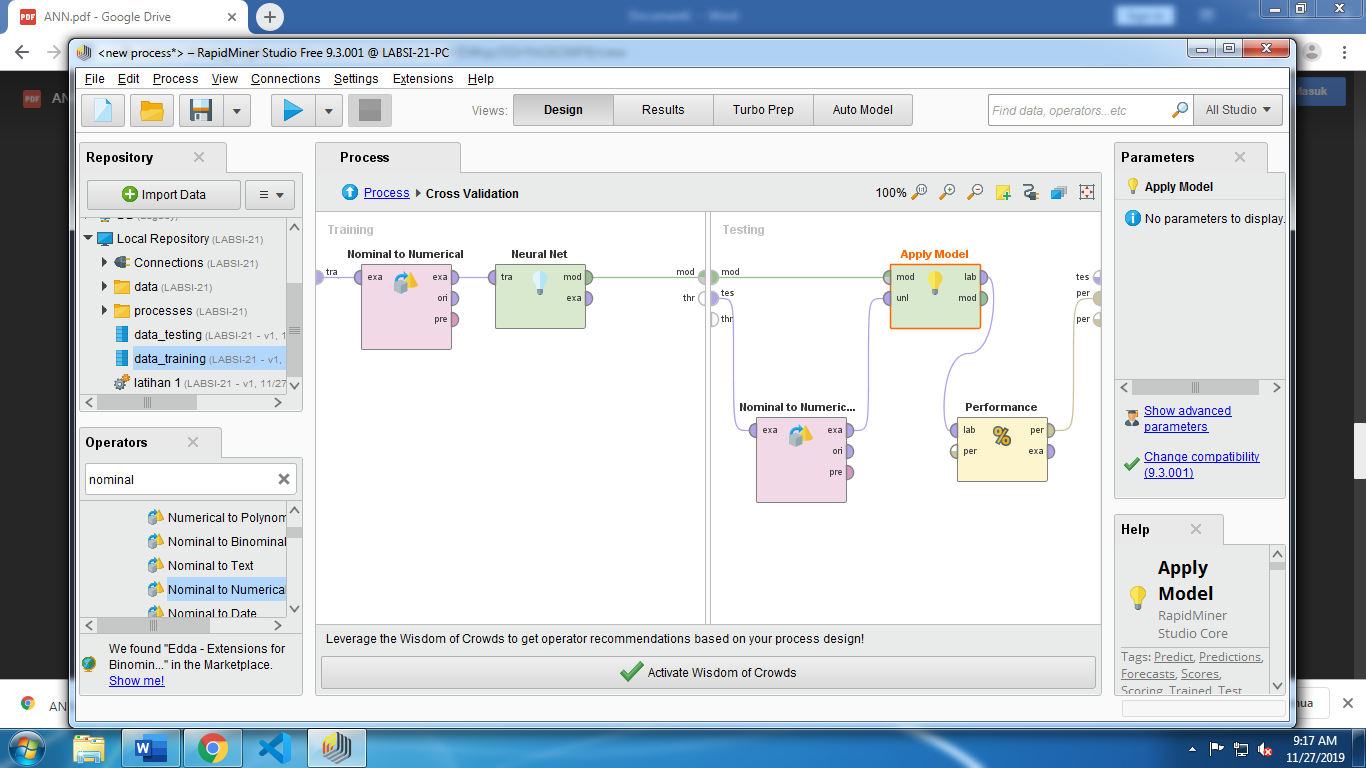 ANN.pdf - Google Drive
<new process*> – RapidMiner Studio Free 9.3.001 @ LABSI-21-PC
File Edit Process View Connections Settings Extensions Help
Views: Design Results Turbo Prep Auto Model
Find data, operators...etc
All Studio
Repository
Import Data
Local Repository (LABSI-21)
Connections (LABSI-21)
data (LABSI-21)
processes (LABSI-21)
data_testing (LABSI-21 - v1, 1
data_training (LABSI-21 - v1,
latihan 1 (LABSI-21 - v1, 11/27
Operators
nominal
Numerical to Polynom
Nominal to Binominal
Nominal to Text
Nominal to Numerica
Nominal to Date
We found "Edda - Extensions for
Binomin..." in the Marketplace.
Show me!
Process
Process Cross Validation
100%
Training
tra
Nominal to Numerical
exa exa
ori
pre
Neural Net
tra mod
exa
mod
thr
Testing
mod
tes
thr
Apply Model
mod lab
unl mod
Nominal to Numeric...
exa exa
ori
pre
Performance
lab per
per exa
tes
per
per
Leverage the Wisdom of Crowds to get operator recommendations based on your process design!
Activate Wisdom of Crowds
Parameters
Apply Model
No parameters to display.
Show advanced
parameters
Change compatibility
(9.3.001)
Help
Apply
Model
RapidMiner
Studio Core
Tags: Predict, Predictions,
Forecasts, Scores,
Scoring, Trained, Test,
PDF
AN
Masuk
AN
nua
9:17 AM
11/27/2019